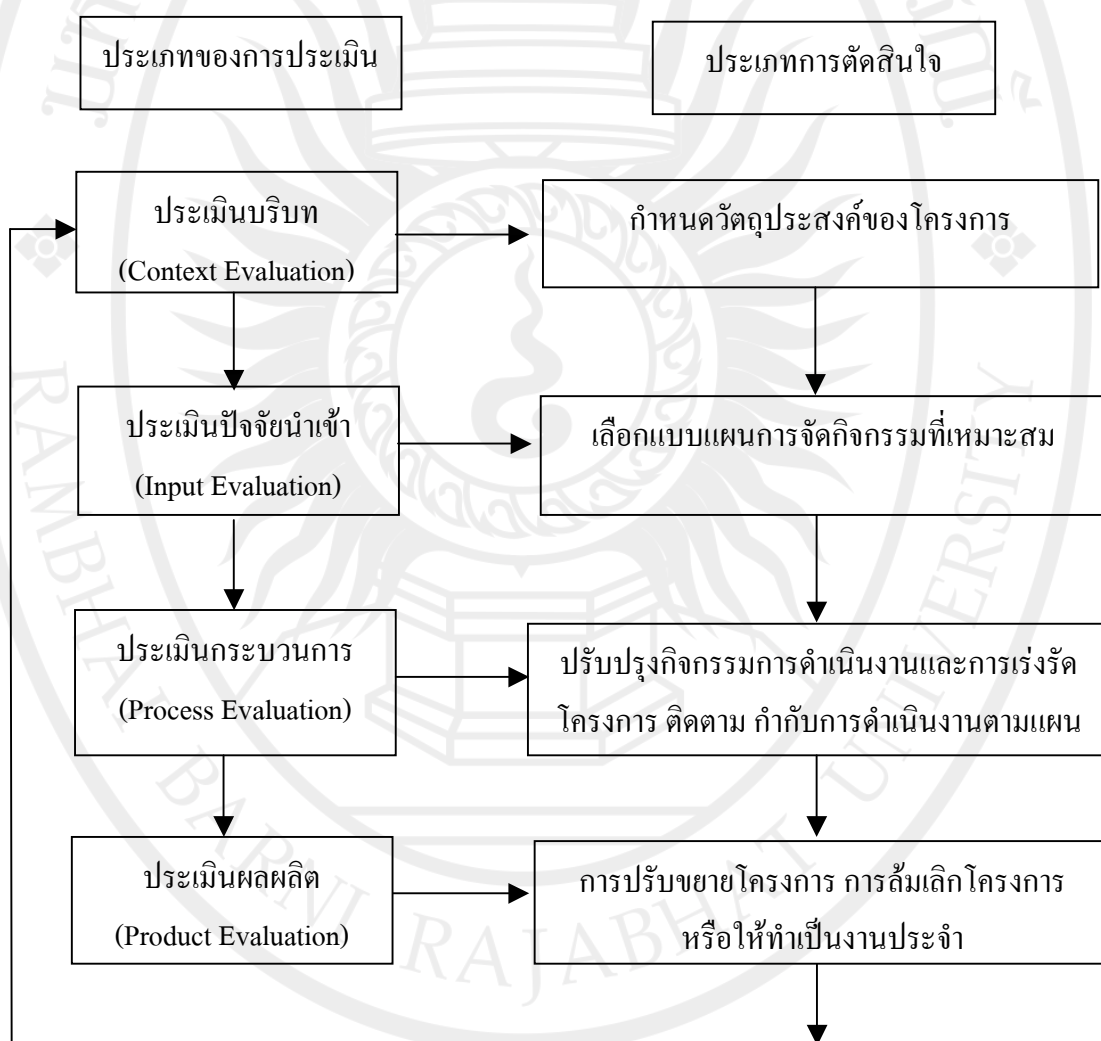 ประเภทของการประเมิน
ประเภทการตัดสินใจ
ประเมินบริบท
(Context Evaluation)
กำหนดวัตถุประสงค์ของโครงการ
ประเมินปัจจัยนำเข้า
(Input Evaluation)
เลือกแบบแผนการจัดกิจกรรมที่เหมาะสม
ประเมินกระบวนการ
(Process Evaluation)
ปรับปรุงกิจกรรมการดำเนินงานและการเร่งรัด
โครงการ ติดตาม กำกับการดำเนินงานตามแผน
ประเมินผลผลิต
(Product Evaluation)
การปรับขยายโครงการ การล้มเลิกโครงการ
หรือให้ทำเป็นงานประจำ
RAMBHAI BARNI RAJABHAT UNIVERSITY